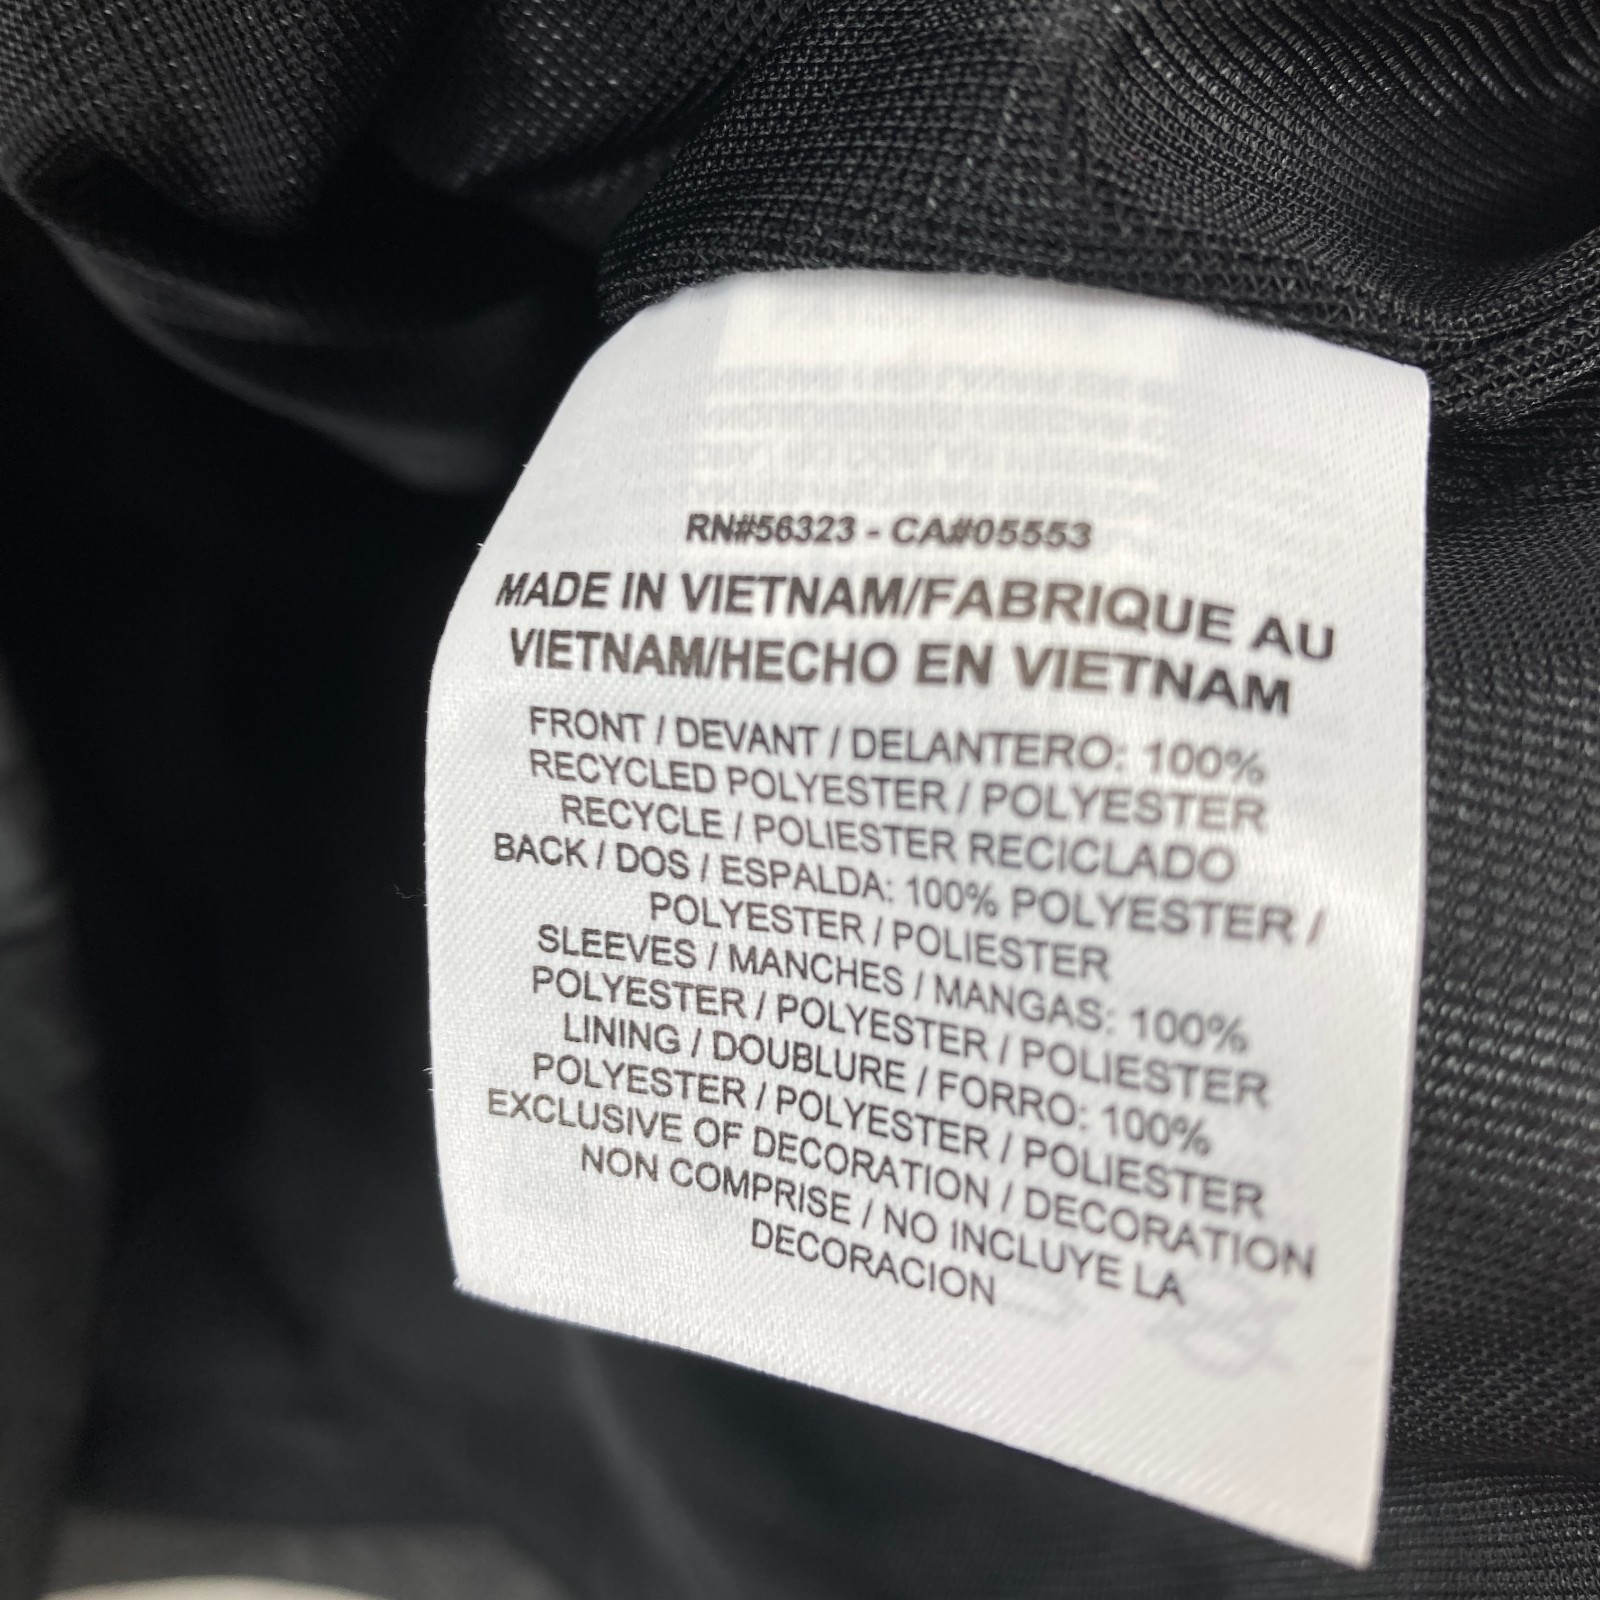 RN#56323 - CA#05553
MADE IN VIETNAM/FABRIQUE AU
VIETNAM/HECHO EN VIETNAM
FRONT / DEVANT / DELANTERO: 100%
RECYCLED POLYESTER / POLYESTER
RECYCLE / POLIESTER RECICLADO
BACK / DOS / ESPALDA: 100% POLYESTER /
POLYESTER / POLIESTER
SLEEVES / MANCHES / MANGAS: 100%
POLYESTER / POLYESTER / POLIESTER
LINING / DOUBLURE / FORRO: 100%
POLYESTER / POLYESTER / POLIESTER
EXCLUSIVE OF DECORATION / DECORATION
NON COMPRISE / NO INCLUYE LA
DECORACION